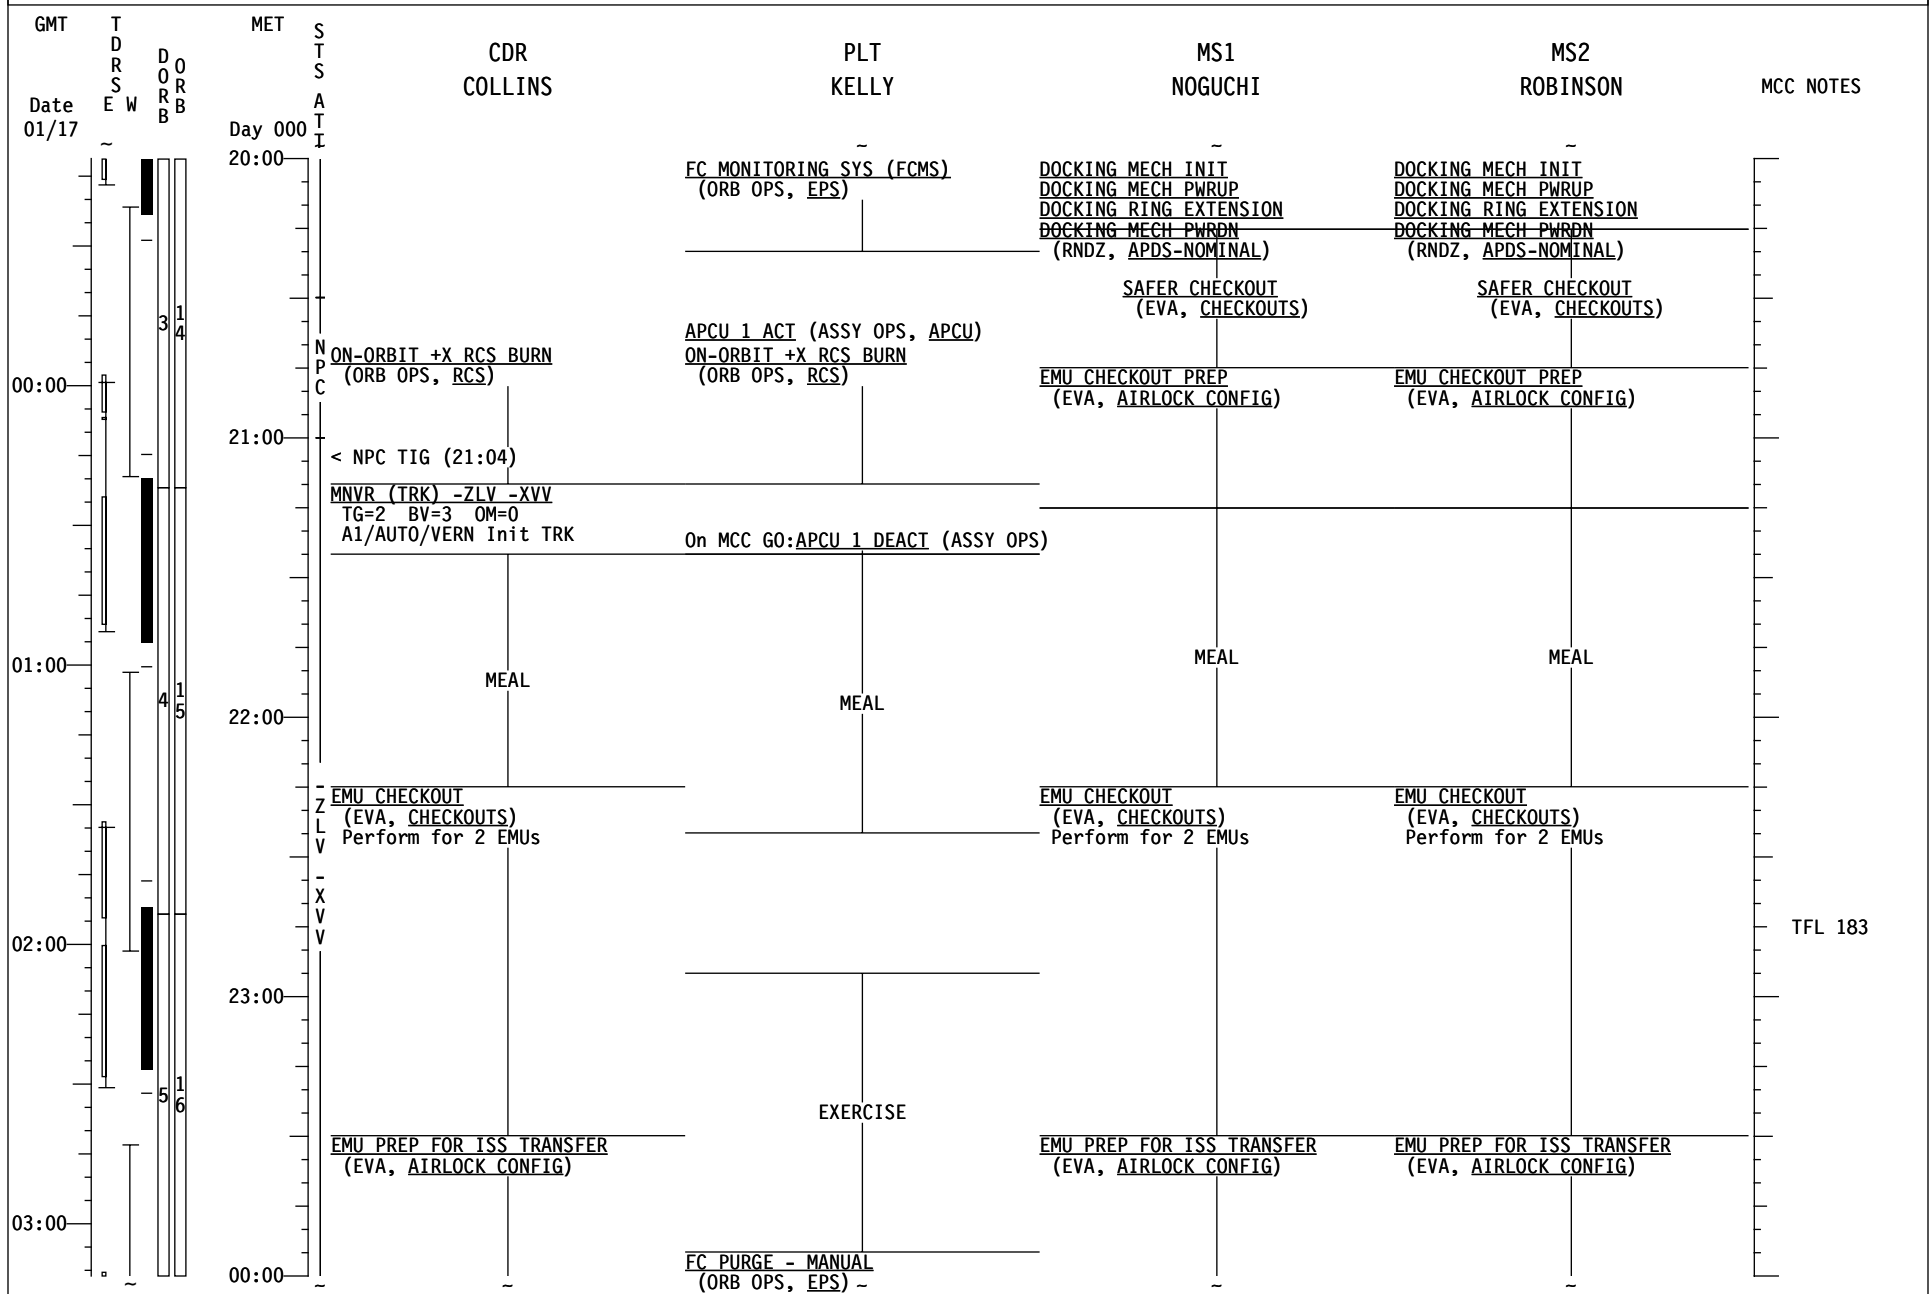 GMT
TDRS
E W
DORB
ORB
MET
STS ATT
CDR
COLLINS
PLT
KELLY
MS1
NOGUCHI
MS2
ROBINSON
MCC NOTES
Date
01/17
Day 000
20:00
FC MONITORING SYS (FCMS)
(ORB OPS, EPS)
DOCKING MECH INIT
DOCKING MECH PWRUP
DOCKING RING EXTENSION
DOCKING MECH PWRDN
(RNDZ, APDS-NOMINAL)
SAFER CHECKOUT
(EVA, CHECKOUTS)
DOCKING MECH INIT
DOCKING MECH PWRUP
DOCKING RING EXTENSION
DOCKING MECH PWRDN
(RNDZ, APDS-NOMINAL)
SAFER CHECKOUT
(EVA, CHECKOUTS)
3
14
NPC
ON-ORBIT +X RCS BURN
(ORB OPS, RCS)
APCU 1 ACT (ASSY OPS, APCU)
ON-ORBIT +X RCS BURN
(ORB OPS, RCS)
EMU CHECKOUT PREP
(EVA, AIRLOCK CONFIG)
EMU CHECKOUT PREP
(EVA, AIRLOCK CONFIG)
00:00
21:00
< NPC TIG (21:04)
MNVR (TRK) -ZLV -XVV
TG=2 BV=3 OM=0
A1/AUTO/VERN Init TRK
On MCC GO:APCU 1 DEACT (ASSY OPS)
01:00
4
15
MEAL
MEAL
MEAL
MEAL
22:00
-ZLV -XVV
EMU CHECKOUT
(EVA, CHECKOUTS)
Perform for 2 EMUs
EMU CHECKOUT
(EVA, CHECKOUTS)
Perform for 2 EMUs
EMU CHECKOUT
(EVA, CHECKOUTS)
Perform for 2 EMUs
02:00
TFL 183
23:00
5
16
EXERCISE
EMU PREP FOR ISS TRANSFER
(EVA, AIRLOCK CONFIG)
EMU PREP FOR ISS TRANSFER
(EVA, AIRLOCK CONFIG)
EMU PREP FOR ISS TRANSFER
(EVA, AIRLOCK CONFIG)
03:00
00:00
FC PURGE - MANUAL
(ORB OPS, EPS)